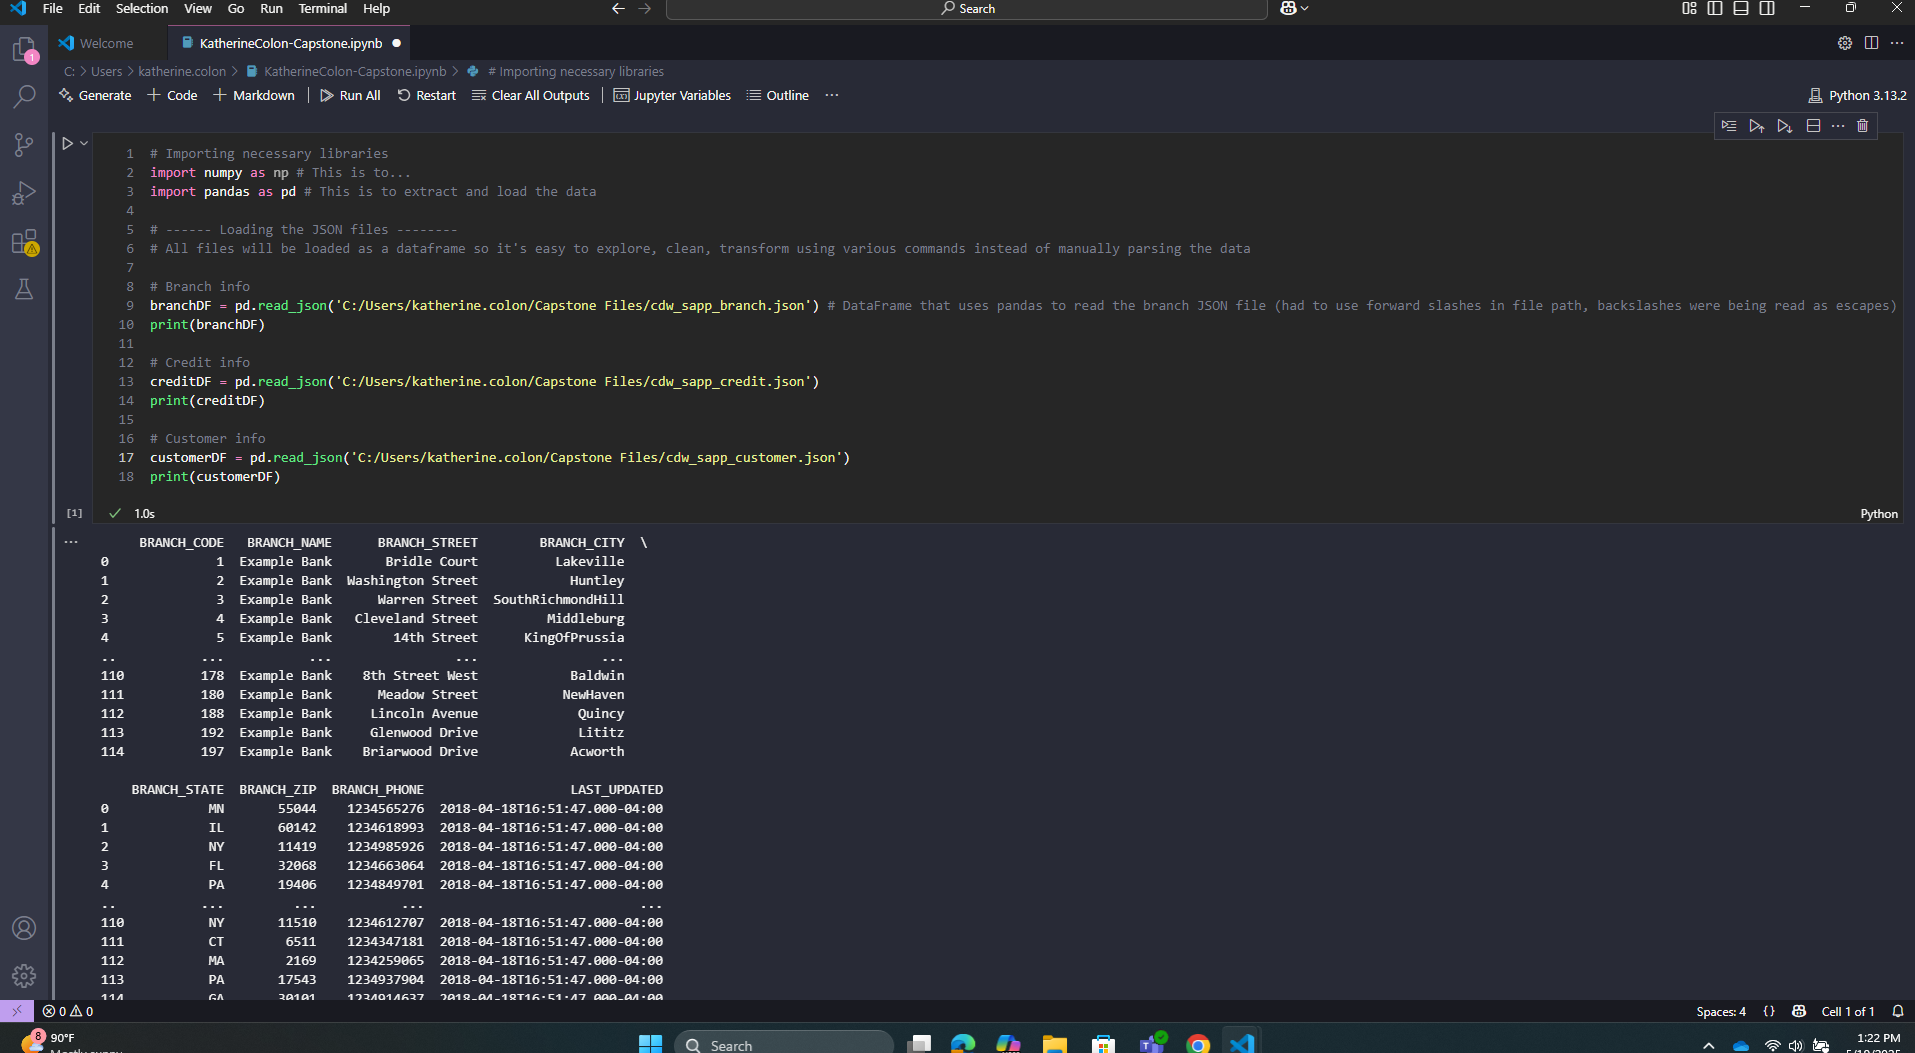 File Edit Selection View Go Run Terminal Help Search
Welcome KatherineColon-Capstone.ipynb
C: > Users > katherine.colon > KatherineColon-Capstone.ipynb > # Importing necessary libraries
Generate + Code + Markdown Run All Restart Clear All Outputs Jupyter Variables Outline ... Python 3.13.2
1 # Importing necessary libraries
2 import numpy as np # This is to...
3 import pandas as pd # This is to extract and load the data
4
5 # ------ Loading the JSON files --------
6 # All files will be loaded as a dataframe so it's easy to explore, clean, transform using various commands instead of manually parsing the data
7
8 # Branch info
9 branchDF = pd.read_json('C:/Users/katherine.colon/Capstone Files/cdw_sapp_branch.json') # DataFrame that uses pandas to read the branch JSON file (had to use forward slashes in file path, backslashes were being read as escapes)
10 print(branchDF)
11
12 # Credit info
13 creditDF = pd.read_json('C:/Users/katherine.colon/Capstone Files/cdw_sapp_credit.json')
14 print(creditDF)
15
16 # Customer info
17 customerDF = pd.read_json('C:/Users/katherine.colon/Capstone Files/cdw_sapp_customer.json')
18 print(customerDF)
[1] 1.0s Python
... BRANCH_CODE BRANCH_NAME BRANCH_STREET BRANCH_CITY \
0 1 Example Bank Bridle Court Lakeville
1 2 Example Bank Washington Street Huntley
2 3 Example Bank Warren Street SouthRichmondHill
3 4 Example Bank Cleveland Street Middleburg
4 5 Example Bank 14th Street KingOfPrussia
.. ... ... ... ...
110 178 Example Bank 8th Street West Baldwin
111 180 Example Bank Meadow Street NewHaven
112 188 Example Bank Lincoln Avenue Quincy
113 192 Example Bank Glenwood Drive Lititz
114 197 Example Bank Briarwood Drive Acworth
BRANCH_STATE BRANCH_ZIP BRANCH_PHONE LAST_UPDATED
0 MN 55044 1234565276 2018-04-18T16:51:47.000-04:00
1 IL 60142 1234618993 2018-04-18T16:51:47.000-04:00
2 NY 11419 1234985926 2018-04-18T16:51:47.000-04:00
3 FL 32068 1234663064 2018-04-18T16:51:47.000-04:00
4 PA 19406 1234849701 2018-04-18T16:51:47.000-04:00
.. ... ... ... ...
110 NY 11510 1234612707 2018-04-18T16:51:47.000-04:00
111 CT 6511 1234347181 2018-04-18T16:51:47.000-04:00
112 MA 2169 1234259065 2018-04-18T16:51:47.000-04:00
113 PA 17543 1234937904 2018-04-18T16:51:47.000-04:00
114 GA 30101 1234914637 2018-04-18T16:51:47.000-04:00
0 0 Spaces: 4 {} Cell 1 of 1
8 90°F Search 1:22 PM
Mostly sunny